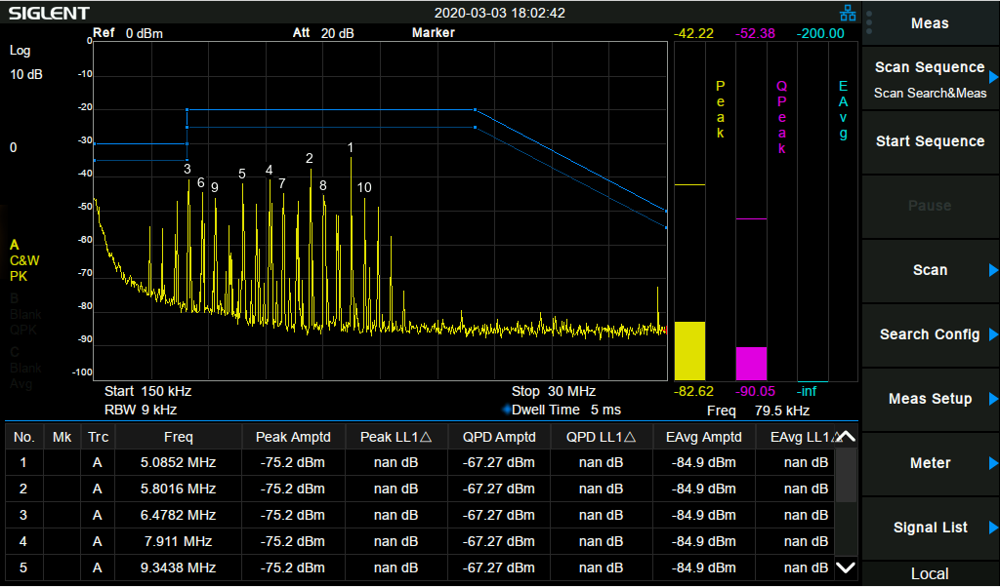 SIGLENT
2020-03-03 18:02:42
Ref 0 dBm
Att 20 dB
Marker
Log
10 dB
0
A
C&W
PK
B
Blank
QPK
C
Blank
Avg
0
-10
-20
-30
-40
-50
-60
-70
-80
-90
-100
3
6
9
5
4
7
2
8
1
10
Start 150 kHz
RBW 9 kHz
Stop 30 MHz
Dwell Time 5 ms
-42.22
-52.38
-200.00
Peak
QPeak
EAvg
-82.62
-90.05
-inf
Freq 79.5 kHz
No. Mk Trc Freq Peak Amptd Peak LL1△ QPD Amptd QPD LL1△ EAvg Amptd EAvg LL1△
1 A 5.0852 MHz -75.2 dBm nan dB -67.27 dBm nan dB -84.9 dBm nan dB
2 A 5.8016 MHz -75.2 dBm nan dB -67.27 dBm nan dB -84.9 dBm nan dB
3 A 6.4782 MHz -75.2 dBm nan dB -67.27 dBm nan dB -84.9 dBm nan dB
4 A 7.911 MHz -75.2 dBm nan dB -67.27 dBm nan dB -84.9 dBm nan dB
5 A 9.3438 MHz -75.2 dBm nan dB -67.27 dBm nan dB -84.9 dBm nan dB
Meas
Scan Sequence
Scan Search&Meas
Start Sequence
Pause
Scan
Search Config
Meas Setup
Meter
Signal List
Local